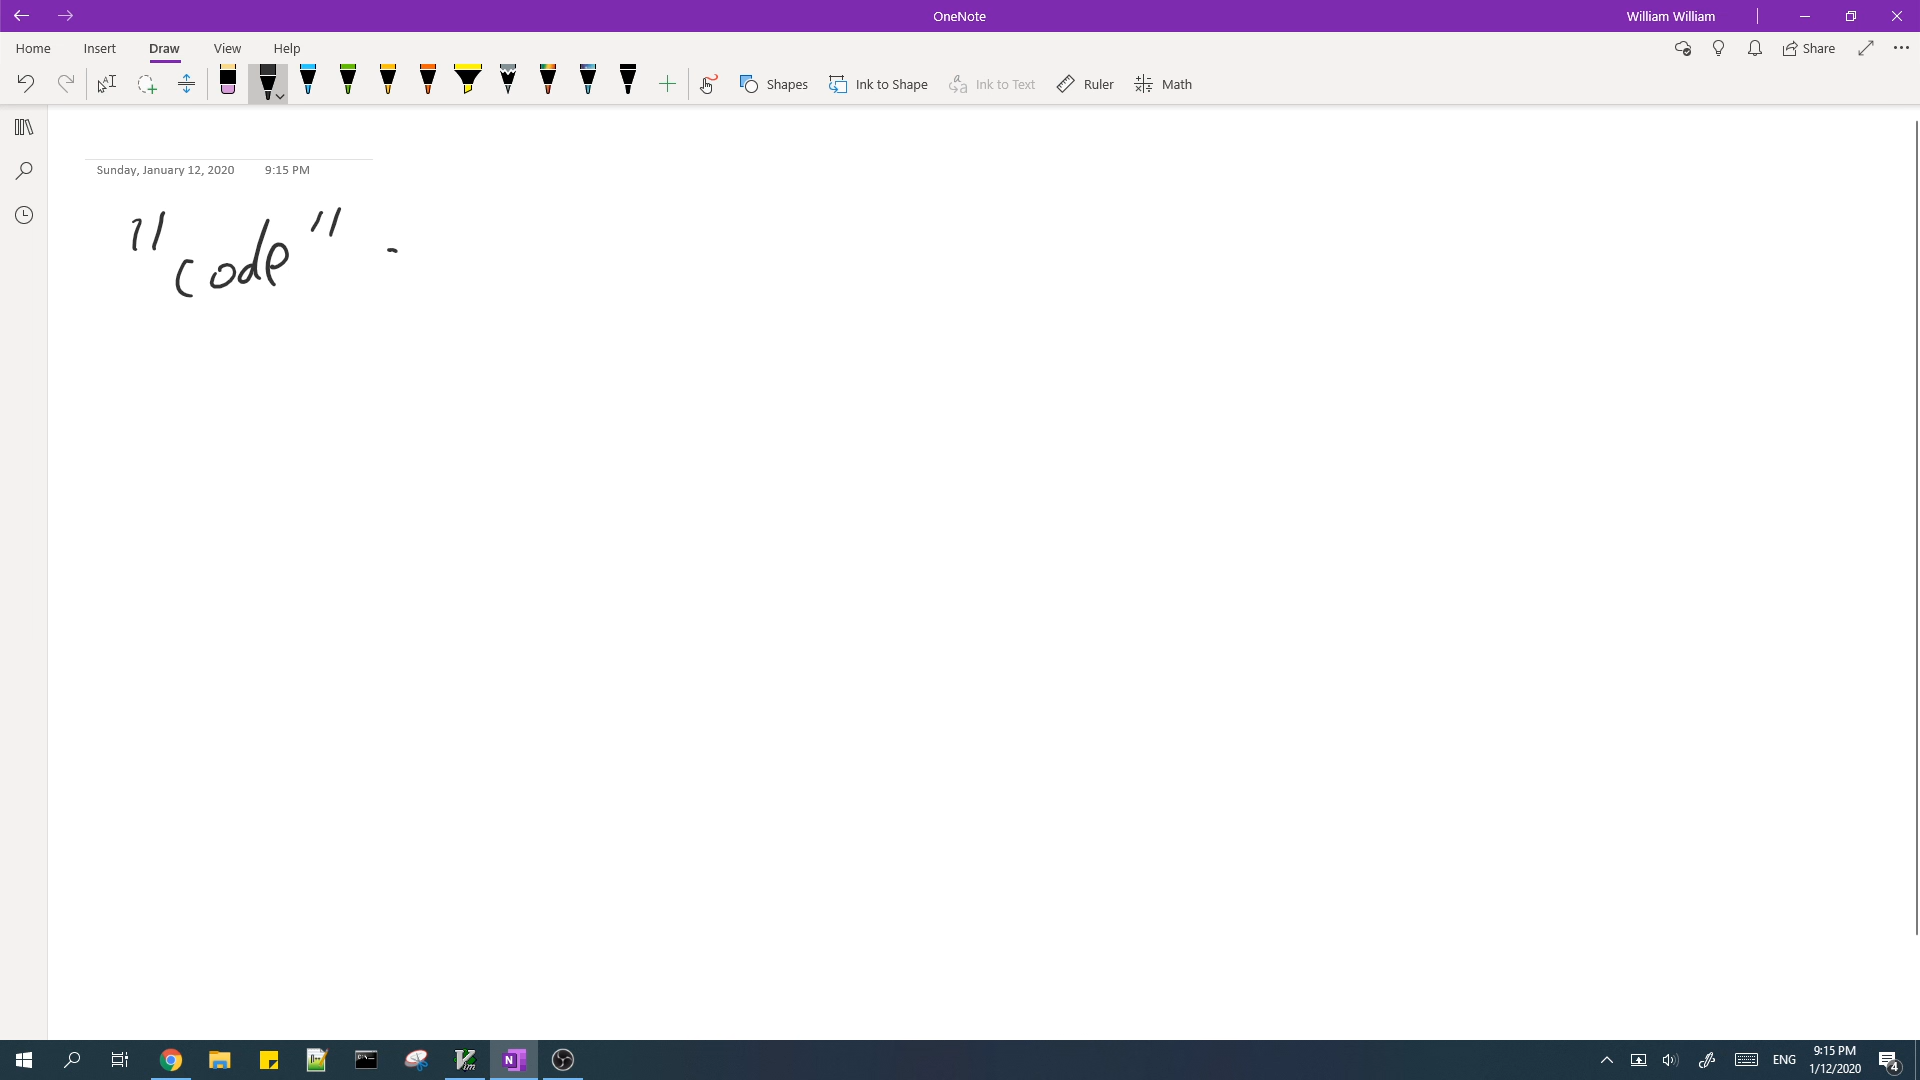 OneNote
William William
Home Insert Draw View Help
Share
Shapes Ink to Shape Ink to Text Ruler Math
Sunday, January 12, 2020 9:15 PM
"code" -
ENG
9:15 PM
1/12/2020
4